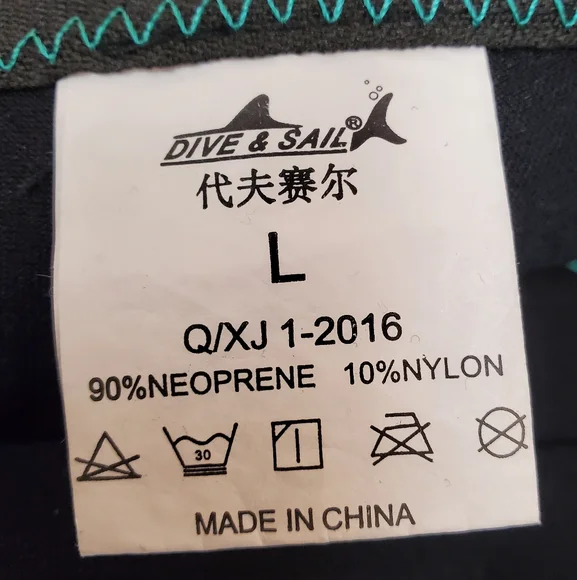 DIVE & SAIL®
代夫赛尔
L
Q/XJ 1-2016
90%NEOPRENE 10%NYLON
30
MADE IN CHINA